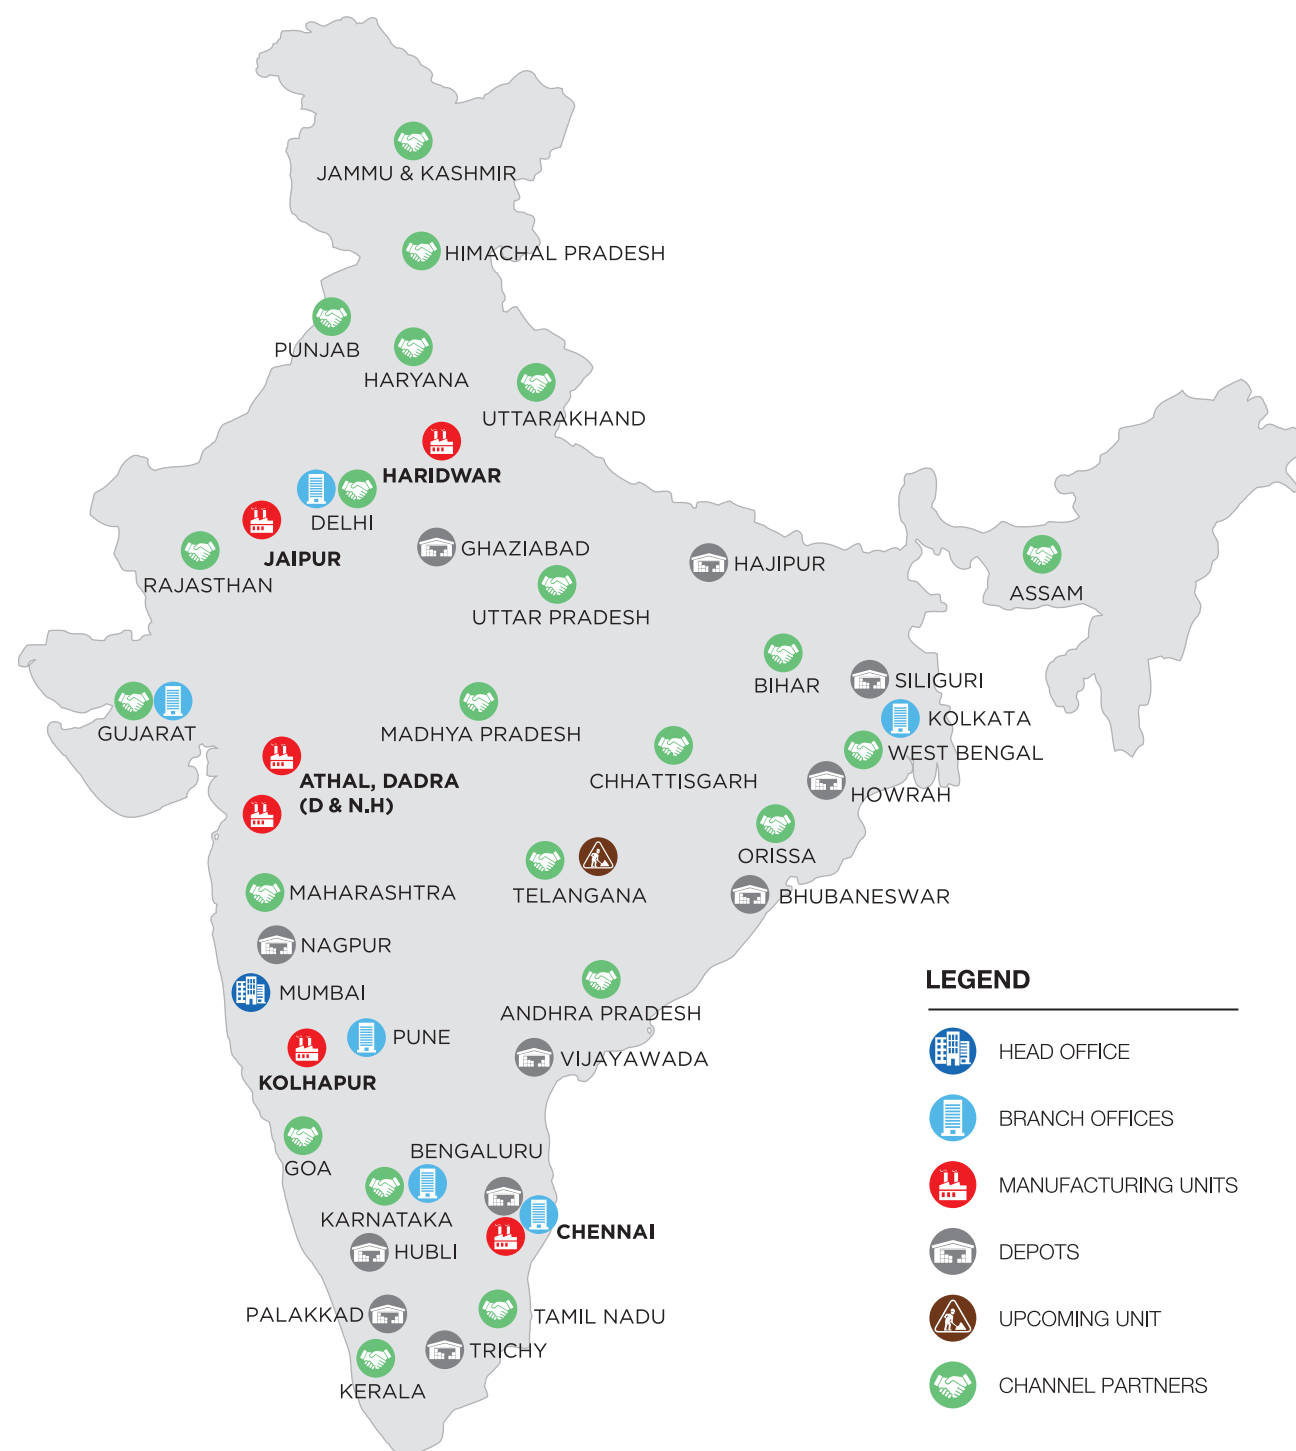 JAMMU & KASHMIR
HIMACHAL PRADESH
PUNJAB
HARYANA
UTTARAKHAND
HARIDWAR
DELHI
JAIPUR
GHAZIABAD
HAJIPUR
RAJASTHAN
ASSAM
UTTAR PRADESH
BIHAR
SILIGURI
KOLKATA
GUJARAT
MADHYA PRADESH
WEST BENGAL
CHHATTISGARH
ATHAL, DADRA
(D & N.H)
HOWRAH
ORISSA
MAHARASHTRA
TELANGANA
BHUBANESWAR
NAGPUR
MUMBAI
ANDHRA PRADESH
PUNE
VIJAYAWADA
KOLHAPUR
BENGALURU
GOA
KARNATAKA
CHENNAI
HUBLI
PALAKKAD
TAMIL NADU
TRICHY
KERALA
LEGEND
HEAD OFFICE
BRANCH OFFICES
MANUFACTURING UNITS
DEPOTS
UPCOMING UNIT
CHANNEL PARTNERS